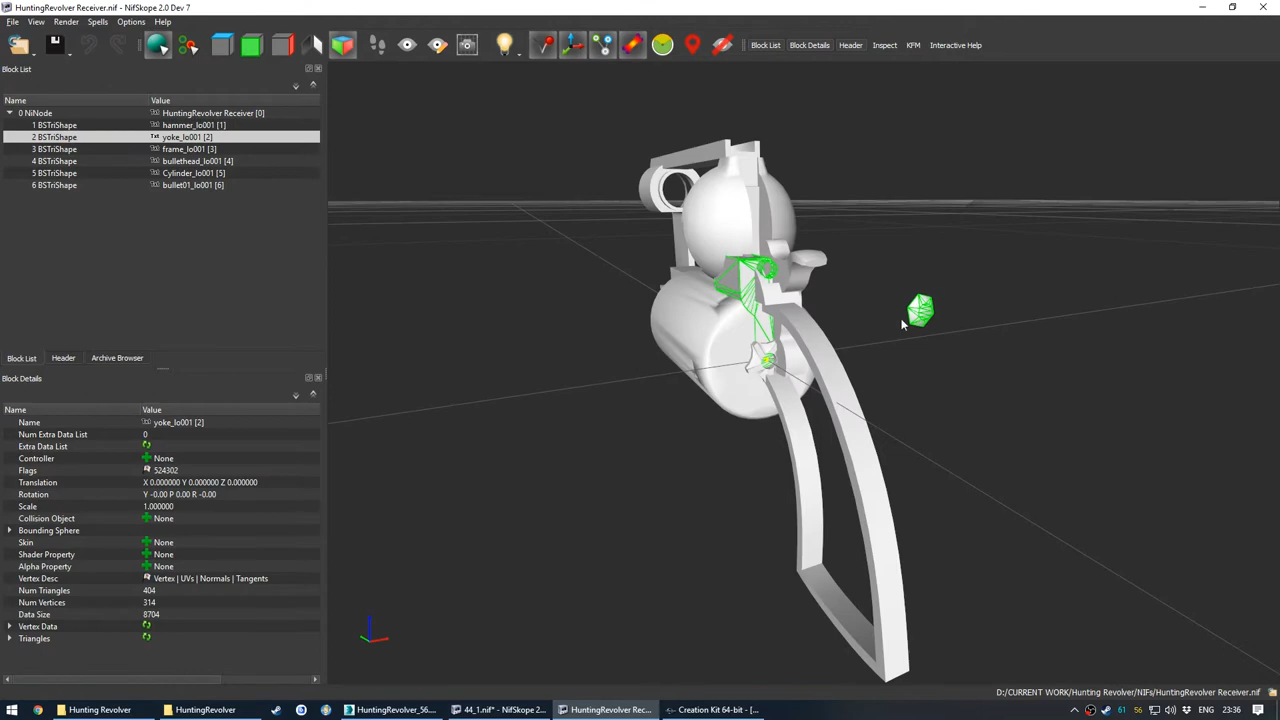 HuntingRevolver Receiver.nif - NifSkope 2.0 Dev 7
File View Render Spells Options Help
Block List Block Details Header Inspect KFM Interactive Help
Block List
Name Value
0 NiNode HuntingRevolver Receiver [0]
1 BSTriShape hammer_lo001 [1]
2 BSTriShape Txt yoke_lo001 [2]
3 BSTriShape frame_lo001 [3]
4 BSTriShape bullethead_lo001 [4]
5 BSTriShape Cylinder_lo001 [5]
6 BSTriShape bullet01_lo001 [6]
Block List Header Archive Browser
Block Details
Name Value
Name yoke_lo001 [2]
Num Extra Data List 0
Extra Data List
Controller None
Flags 524302
Translation X 0.000000 Y 0.000000 Z 0.000000
Rotation Y -0.00 P 0.00 R -0.00
Scale 1.000000
Collision Object None
Bounding Sphere
Skin None
Shader Property None
Alpha Property None
Vertex Desc Vertex | UVs | Normals | Tangents
Num Triangles 404
Num Vertices 314
Data Size 8704
Vertex Data
Triangles
D:/CURRENT WORK/Hunting Revolver/NIFs/HuntingRevolver Receiver.nif
Hunting Revolver HuntingRevolver HuntingRevolver_56... 44_1.nif* - NifSkope 2.... HuntingRevolver Rec... Creation Kit 64-bit - [... 61 56 23:36